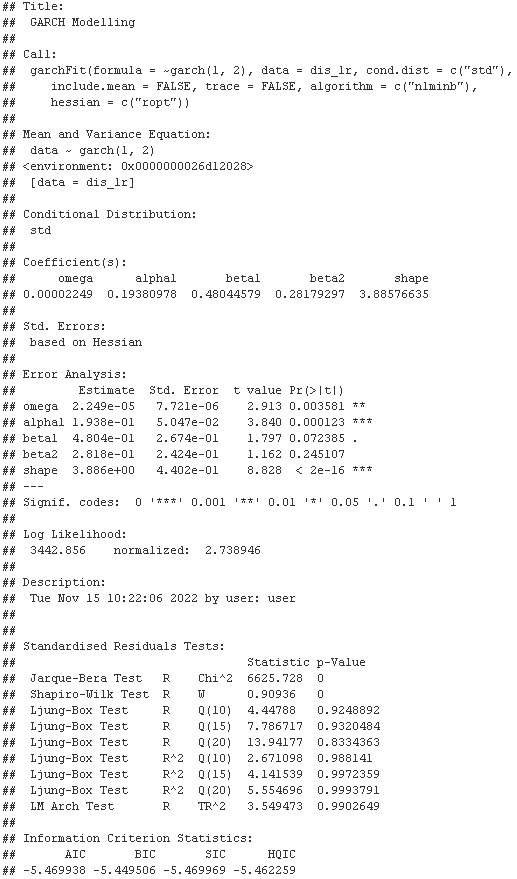 ## Title:
##  GARCH Modelling
##
## Call:
##  garchFit(formula = ~garch(1, 2), data = dis_lr, cond.dist = c("std"),
##     include.mean = FALSE, trace = FALSE, algorithm = c("nlminb"),
##     hessian = c("ropt"))
##
## Mean and Variance Equation:
##  data ~ garch(1, 2)
## <environment: 0x0000000026d12028>
##  [data = dis_lr]
##
## Conditional Distribution:
##  std
##
## Coefficient(s):
##      omega      alpha1       beta1       beta2       shape
## 0.00002249  0.19380978  0.48044579  0.28179297  3.88576635
##
## Std. Errors:
##  based on Hessian
##
## Error Analysis:
##         Estimate  Std. Error  t value Pr(>|t|)
## omega  2.249e-05   7.721e-06    2.913 0.003581 **
## alpha1 1.938e-01   5.047e-02    3.840 0.000123 ***
## beta1  4.804e-01   2.674e-01    1.797 0.072385 .
## beta2  2.818e-01   2.424e-01    1.162 0.245107
## shape  3.886e+00   4.402e-01    8.828  < 2e-16 ***
## ---
## Signif. codes:  0 '***' 0.001 '**' 0.01 '*' 0.05 '.' 0.1 ' ' 1
##
## Log Likelihood:
##  3442.856    normalized:  2.738946
##
## Description:
##  Tue Nov 15 10:22:06 2022 by user: user
##
##
## Standardised Residuals Tests:
##                                 Statistic p-Value
##  Jarque-Bera Test   R    Chi^2  6625.728  0
##  Shapiro-Wilk Test  R    W      0.90936   0
##  Ljung-Box Test     R    Q(10)  4.44788   0.9248892
##  Ljung-Box Test     R    Q(15)  7.786717  0.9320484
##  Ljung-Box Test     R    Q(20)  13.94177  0.8334363
##  Ljung-Box Test     R^2  Q(10)  2.671098  0.988141
##  Ljung-Box Test     R^2  Q(15)  4.141539  0.9972359
##  Ljung-Box Test     R^2  Q(20)  5.554696  0.9993791
##  LM Arch Test       R    TR^2   3.549473  0.9902649
##
## Information Criterion Statistics:
##       AIC       BIC       SIC      HQIC
## -5.469938 -5.449506 -5.469969 -5.462259